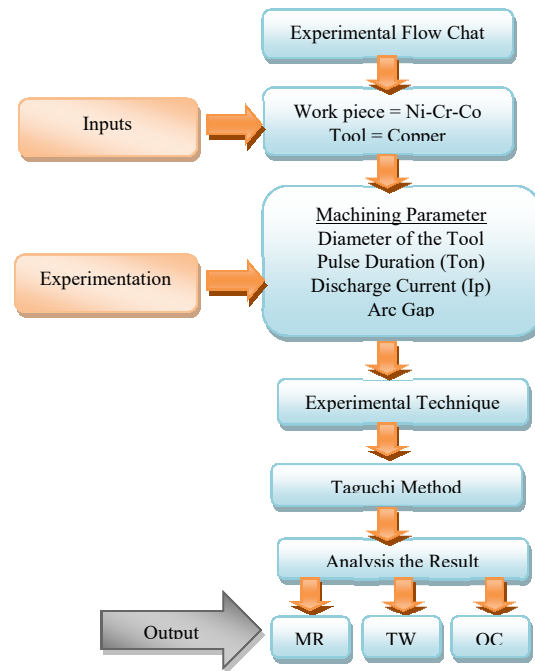 Experimental Flow Chat
Inputs
Work piece = Ni-Cr-Co
Tool = Copper
Experimentation
Machining Parameter
Diameter of the Tool
Pulse Duration (Ton)
Discharge Current (Ip)
Arc Gap
Experimental Technique
Taguchi Method
Analysis the Result
Output
MR
TW
OC